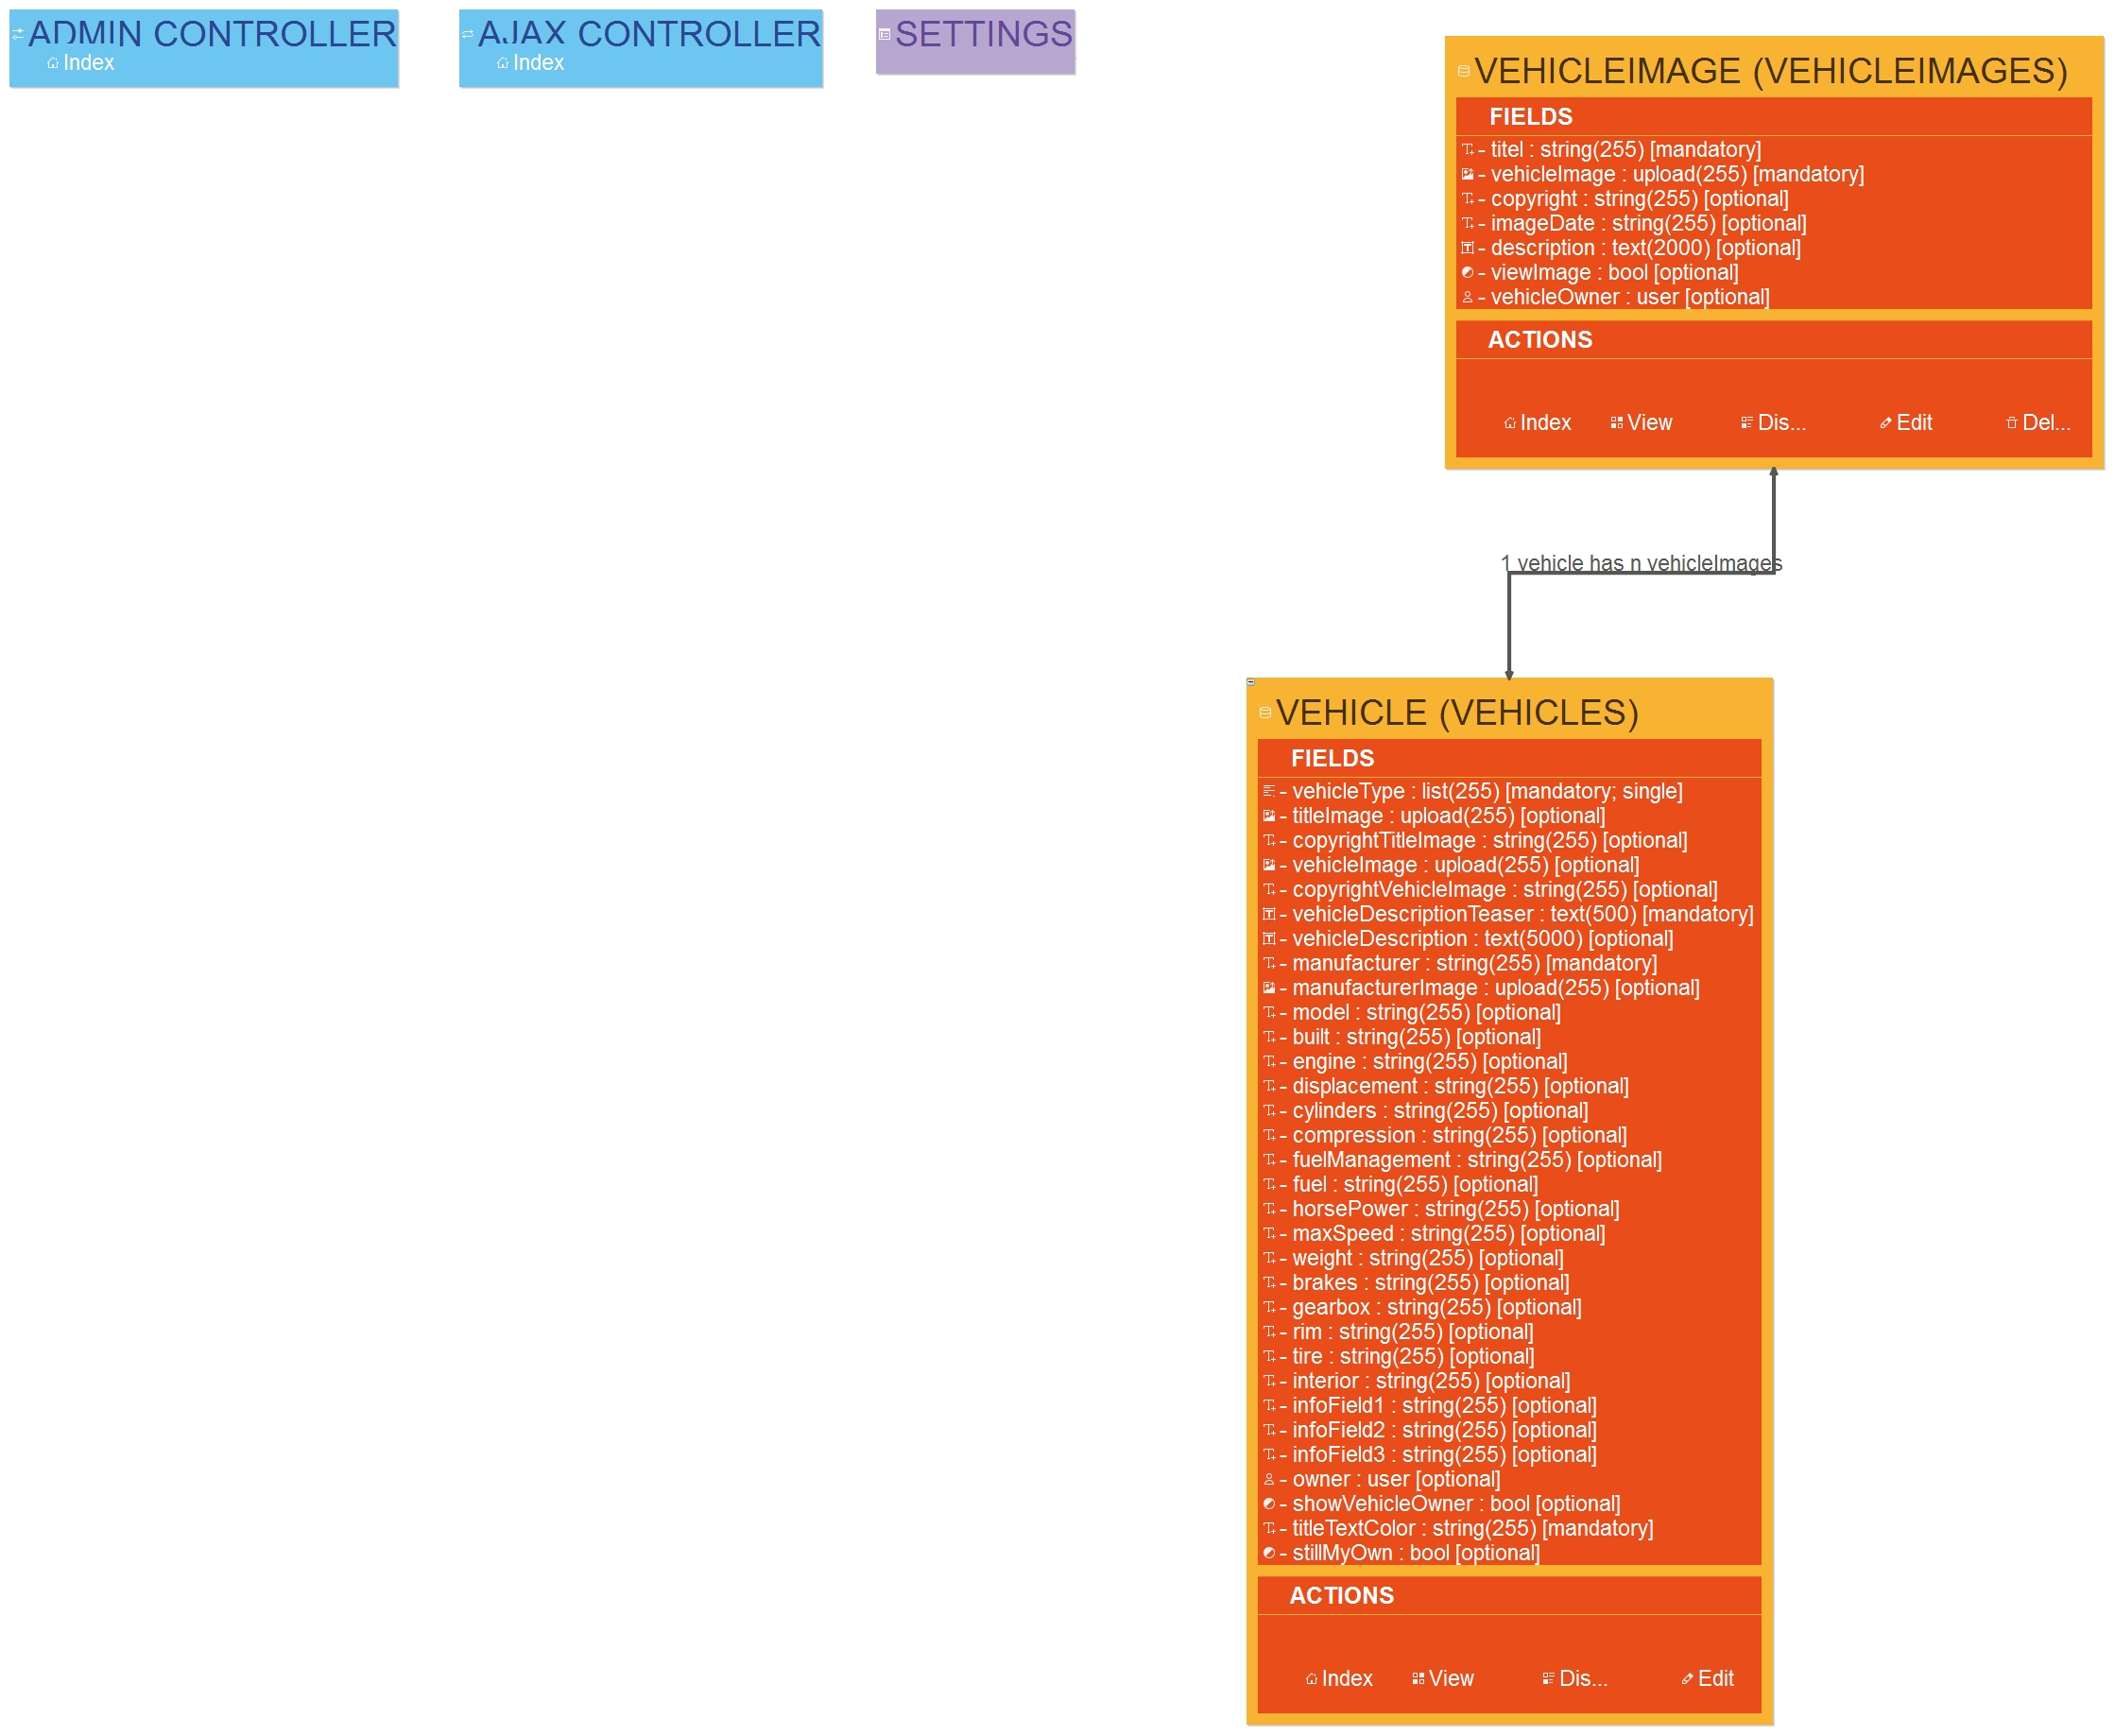 ADMIN CONTROLLER
Index
AJAX CONTROLLER
Index
SETTINGS
VEHICLEIMAGE (VEHICLEIMAGES)
FIELDS
- titel : string(255) [mandatory]
- vehicleImage : upload(255) [mandatory]
- copyright : string(255) [optional]
- imageDate : string(255) [optional]
- description : text(2000) [optional]
- viewImage : bool [optional]
- vehicleOwner : user [optional]
ACTIONS
Index View Dis... Edit Del...
1 vehicle has n vehicleImages
VEHICLE (VEHICLES)
FIELDS
- vehicleType : list(255) [mandatory; single]
- titleImage : upload(255) [optional]
- copyrightTitleImage : string(255) [optional]
- vehicleImage : upload(255) [optional]
- copyrightVehicleImage : string(255) [optional]
- vehicleDescriptionTeaser : text(500) [mandatory]
- vehicleDescription : text(5000) [optional]
- manufacturer : string(255) [mandatory]
- manufacturerImage : upload(255) [optional]
- model : string(255) [optional]
- built : string(255) [optional]
- engine : string(255) [optional]
- displacement : string(255) [optional]
- cylinders : string(255) [optional]
- compression : string(255) [optional]
- fuelManagement : string(255) [optional]
- fuel : string(255) [optional]
- horsePower : string(255) [optional]
- maxSpeed : string(255) [optional]
- weight : string(255) [optional]
- brakes : string(255) [optional]
- gearbox : string(255) [optional]
- rim : string(255) [optional]
- tire : string(255) [optional]
- interior : string(255) [optional]
- infoField1 : string(255) [optional]
- infoField2 : string(255) [optional]
- infoField3 : string(255) [optional]
- owner : user [optional]
- showVehicleOwner : bool [optional]
- titleTextColor : string(255) [mandatory]
- stillMyOwn : bool [optional]
ACTIONS
Index View Dis... Edit